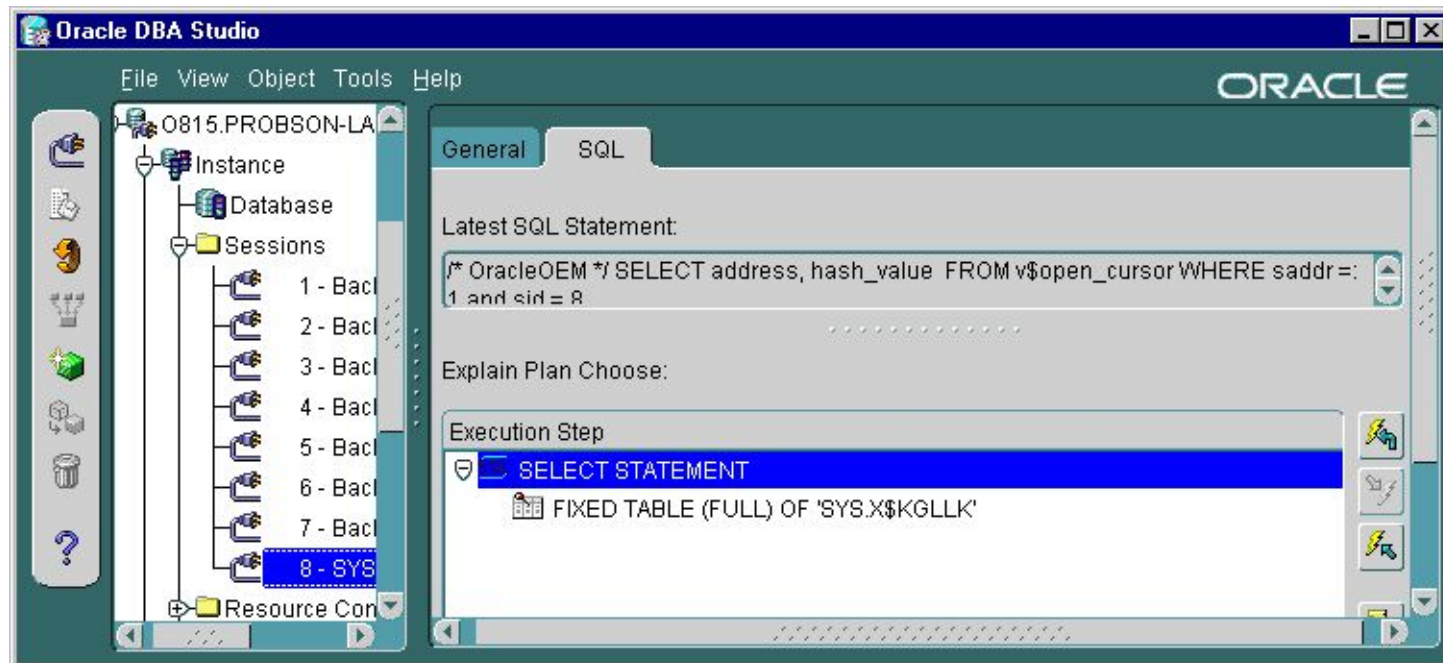 Oracle DBA Studio
File View Object Tools Help
ORACLE
O815.PROBSON-LA
Instance
Database
Sessions
1 - Bacl
2 - Bacl
3 - Bacl
4 - Bacl
5 - Bacl
6 - Bacl
7 - Bacl
8 - SYS
Resource Con
General SQL
Latest SQL Statement:
/* OracleOEM */ SELECT address, hash_value FROM v$open_cursor WHERE saddr =:
1 and sid = 8
Explain Plan Choose:
Execution Step
SELECT STATEMENT
FIXED TABLE (FULL) OF 'SYS.X$KGLLK'